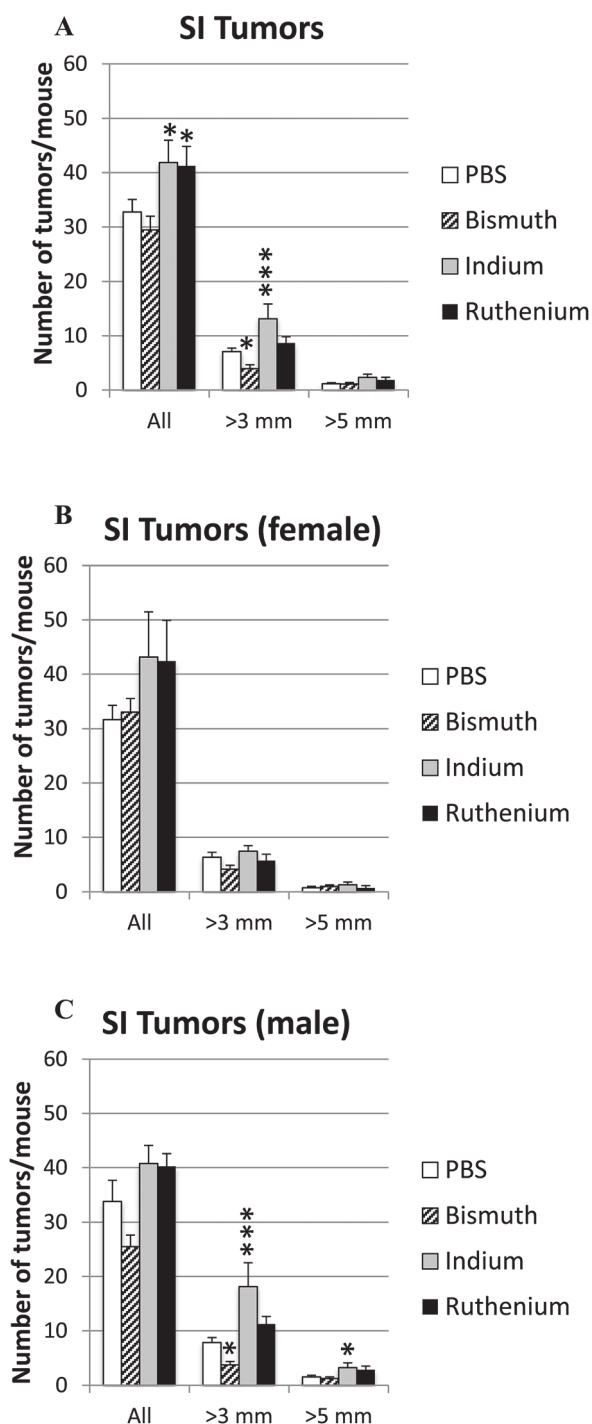 A
SI Tumors
Number of tumors/mouse
60
50
40
30
20
10
0
* *
*
***
All >3 mm >5 mm
PBS
Bismuth
Indium
Ruthenium
B
SI Tumors (female)
Number of tumors/mouse
60
50
40
30
20
10
0
All >3 mm >5 mm
PBS
Bismuth
Indium
Ruthenium
C
SI Tumors (male)
Number of tumors/mouse
60
50
40
30
20
10
0
*
***
*
All >3 mm >5 mm
PBS
Bismuth
Indium
Ruthenium